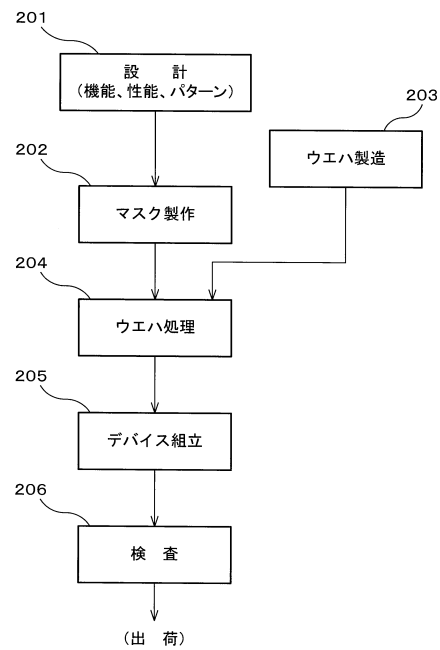 201
設 計
(機能、性能、パターン)
203
ウエハ製造
202
マスク製作
204
ウエハ処理
205
デバイス組立
206
検 査
(出 荷)